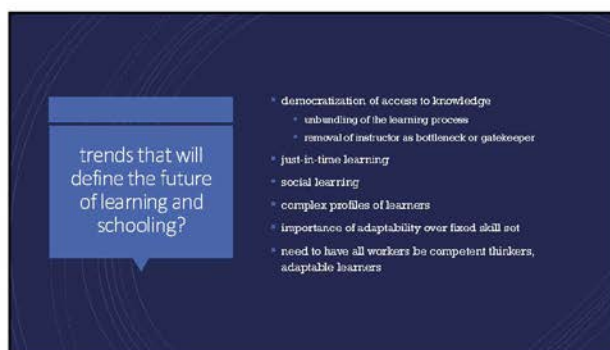 trends that will
define the future
of learning and
schooling?
democratization of access to knowledge
unbundling of the learning process
removal of instructor as bottleneck or gatekeeper
just-in-time learning
social learning
complex profiles of learners
importance of adaptability over fixed skill set
need to have all workers be competent thinkers,
adaptable learners